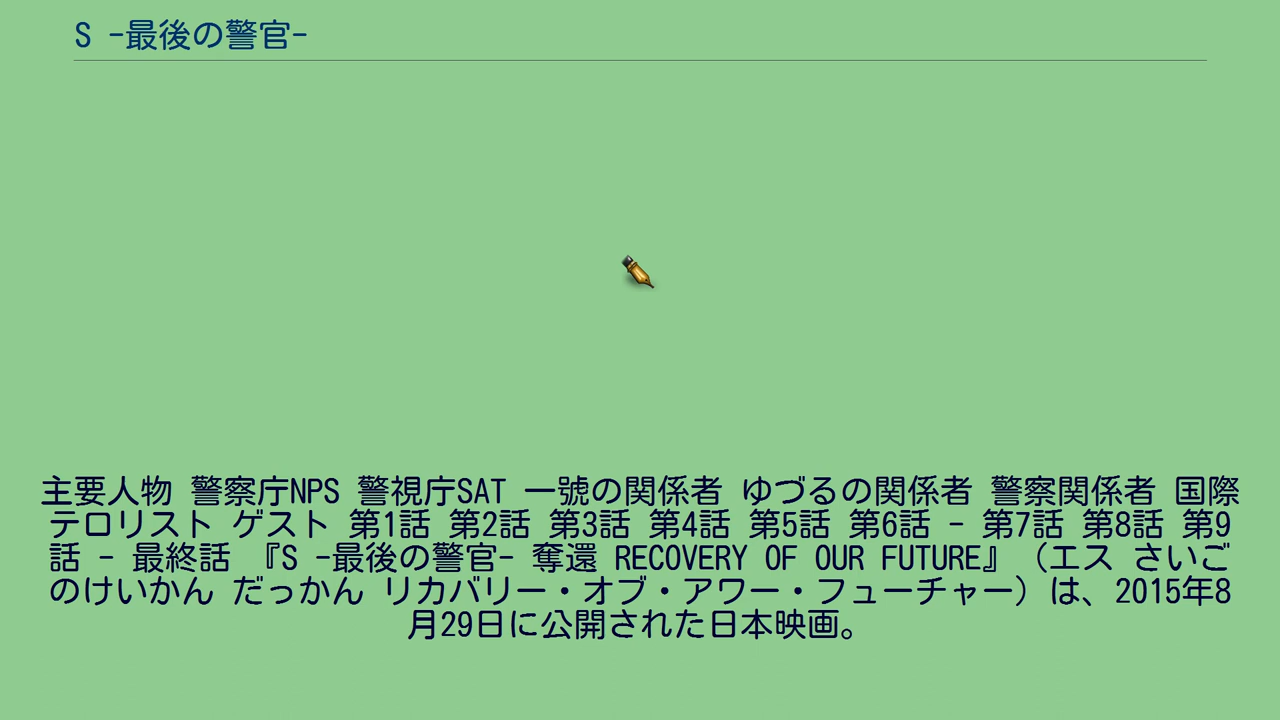 S -最後の警官-
主要人物 警察庁NPS 警視庁SAT 一號の関係者 ゆづるの関係者 警察関係者 国際
テロリスト ゲスト 第1話 第2話 第3話 第4話 第5話 第6話 - 第7話 第8話 第9
話 - 最終話 『S -最後の警官- 奪還 RECOVERY OF OUR FUTURE』（エス さいご
のけいかん だっかん リカバリー・オブ・アワー・フューチャー）は、2015年8
月29日に公開された日本映画。